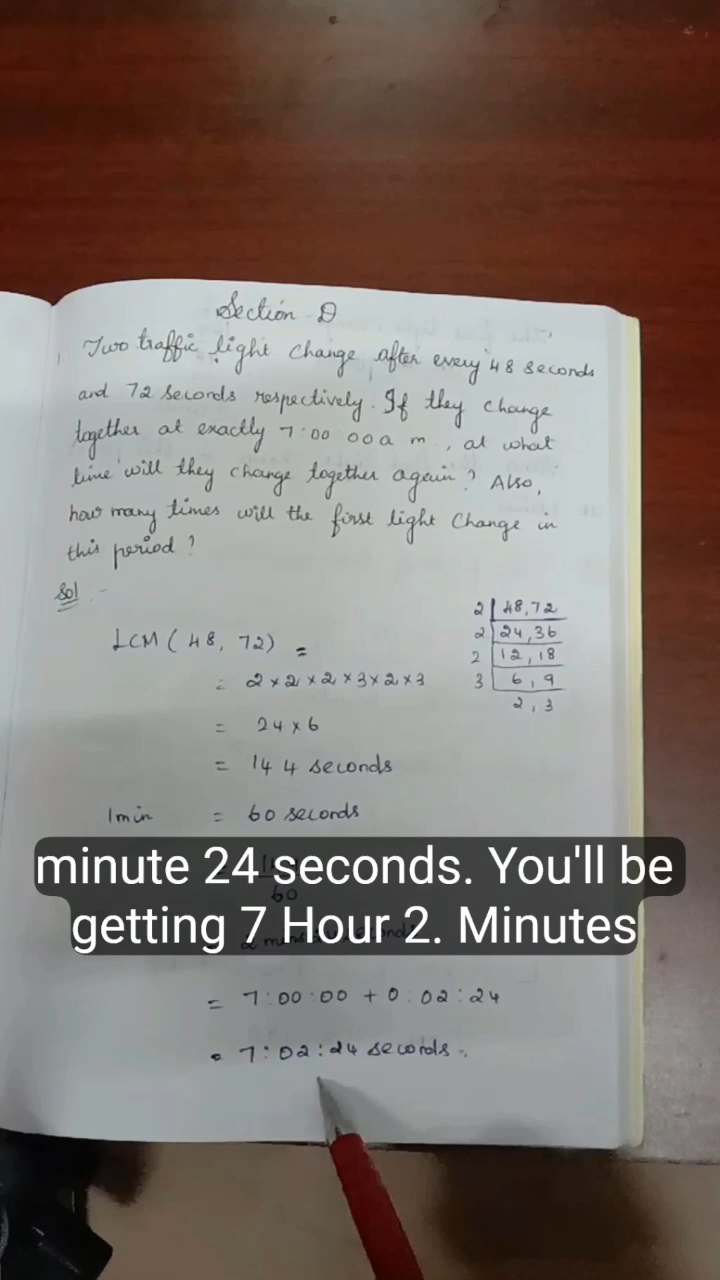 Section D
1 Two traffic light change after every 48 seconds
and 72 seconds respectively. If they change
together at exactly 7:00 00 a m, at what
time will they change together again? Also,
how many times will the first light change in
this period?
Sol :-
2 | 48, 72
2 | 24, 36
2 | 12, 18
3 | 6, 9
2, 3
LCM ( 48, 72) =
= 2 x 2 x 2 x 3 x 2 x 3
= 24 x 6
= 144 seconds
1min = 60 seconds
60
minute 24 seconds. You'll be
getting 7 Hour 2. Minutes
= 7:00:00 + 0:02:24
= 7:02:24 seconds.